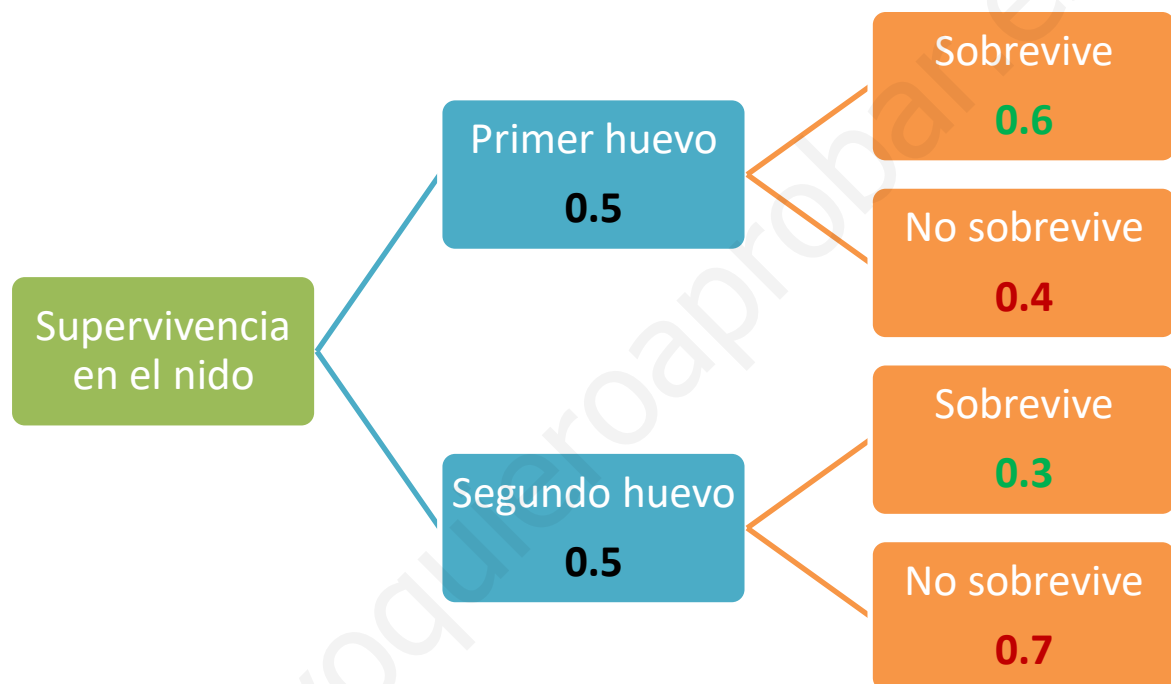 Supervivencia
en el nido
Primer huevo
0.5
Sobrevive
0.6
No sobrevive
0.4
Segundo huevo
0.5
Sobrevive
0.3
No sobrevive
0.7